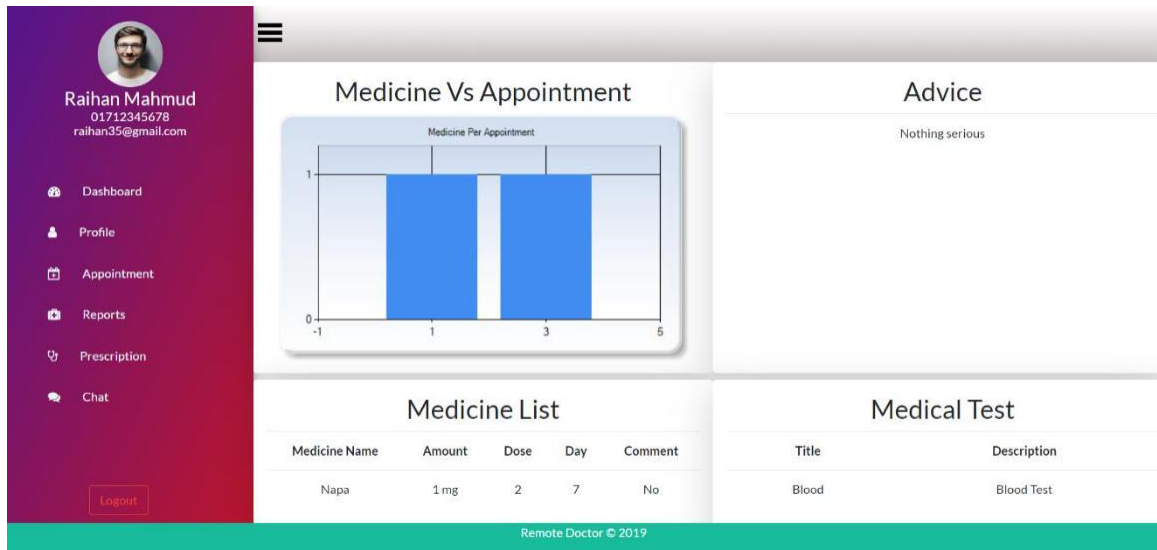 Raihan Mahmud
01712345678
raihan35@gmail.com
Dashboard
Profile
Appointment
Reports
Prescription
Chat
Logout
Medicine Vs Appointment
Medicine Per Appointment
1
0
-1 1 3 5
Advice
Nothing serious
Medicine List
Medicine Name Amount Dose Day Comment
Napa 1 mg 2 7 No
Medical Test
Title Description
Blood Blood Test
Remote Doctor © 2019